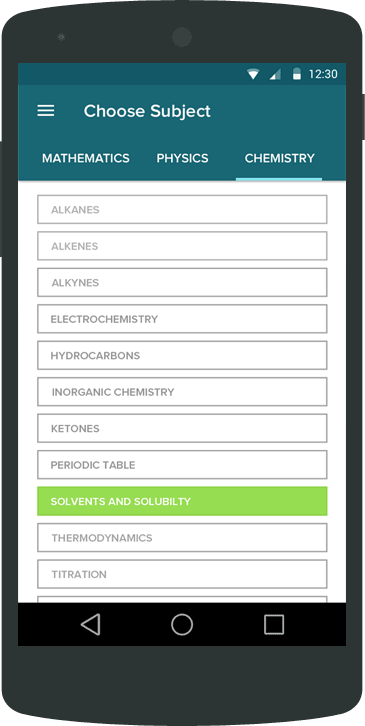 12:30
Choose Subject
MATHEMATICS PHYSICS CHEMISTRY
ALKANES
ALKENES
ALKYNES
ELECTROCHEMISTRY
HYDROCARBONS
INORGANIC CHEMISTRY
KETONES
PERIODIC TABLE
SOLVENTS AND SOLUBILTY
THERMODYNAMICS
TITRATION